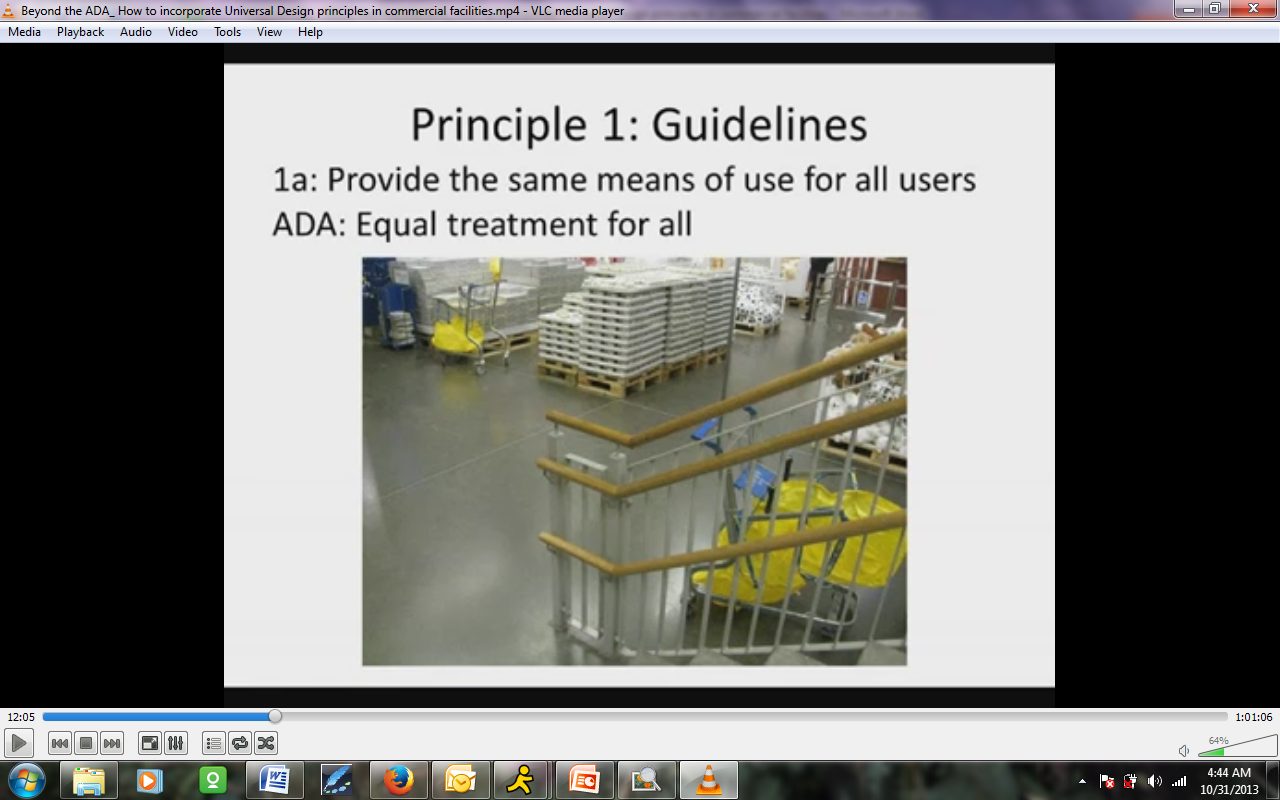 Beyond the ADA_ How to incorporate Universal Design principles in commercial facilities.mp4 - VLC media player
Media Playback Audio Video Tools View Help
Principle 1: Guidelines
1a: Provide the same means of use for all users
ADA: Equal treatment for all
12:05
1:01:06
64%
4:44 AM
10/31/2013